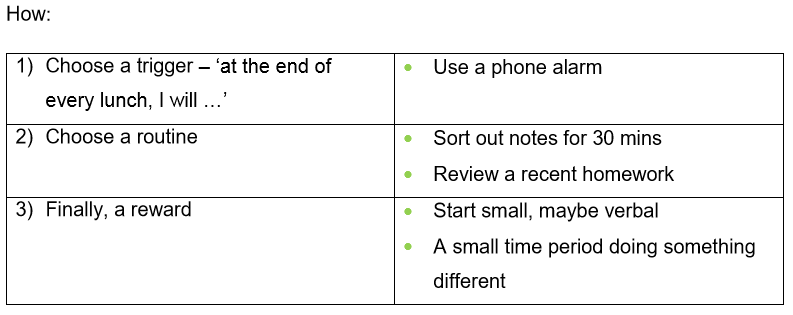 How:
1) Choose a trigger – ‘at the end of
every lunch, I will …’
• Use a phone alarm
2) Choose a routine
• Sort out notes for 30 mins
• Review a recent homework
3) Finally, a reward
• Start small, maybe verbal
• A small time period doing something
different